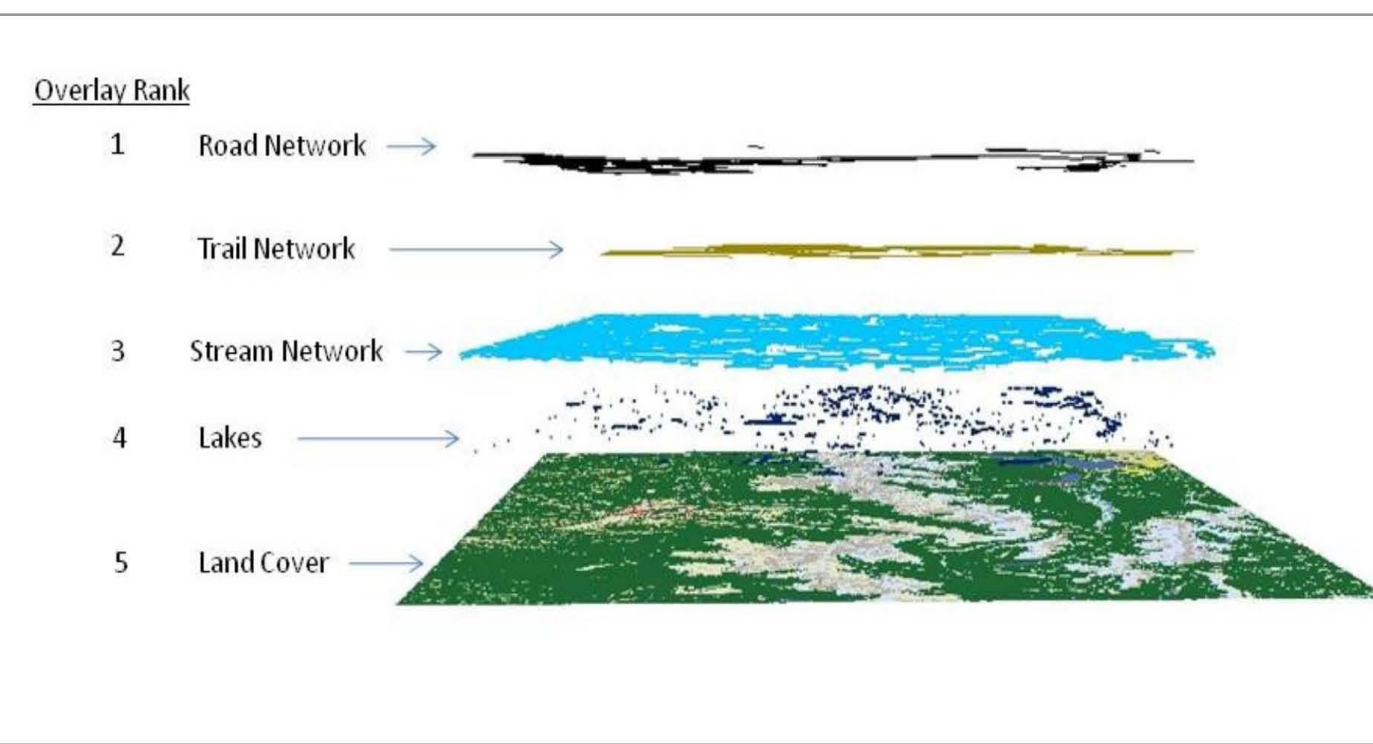 Overlay Rank
1 Road Network
2 Trail Network
3 Stream Network
4 Lakes
5 Land Cover